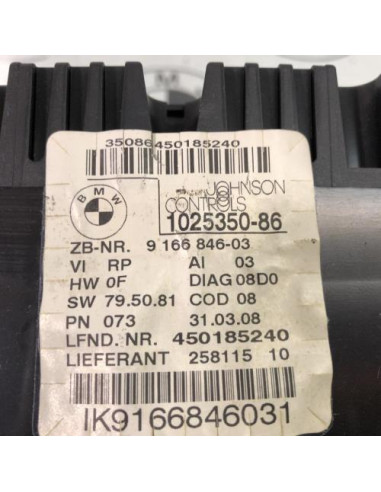 35086450185240
BMW
JOHNSON
CONTROLS
1025350-86
ZB-NR. 9 166 846-03
VI RP AI 03
HW 0F DIAG 08D0
SW 79.50.81 COD 08
PN 073 31.03.08
LFND. NR. 450185240
LIEFERANT 258115 10
IK9166846031